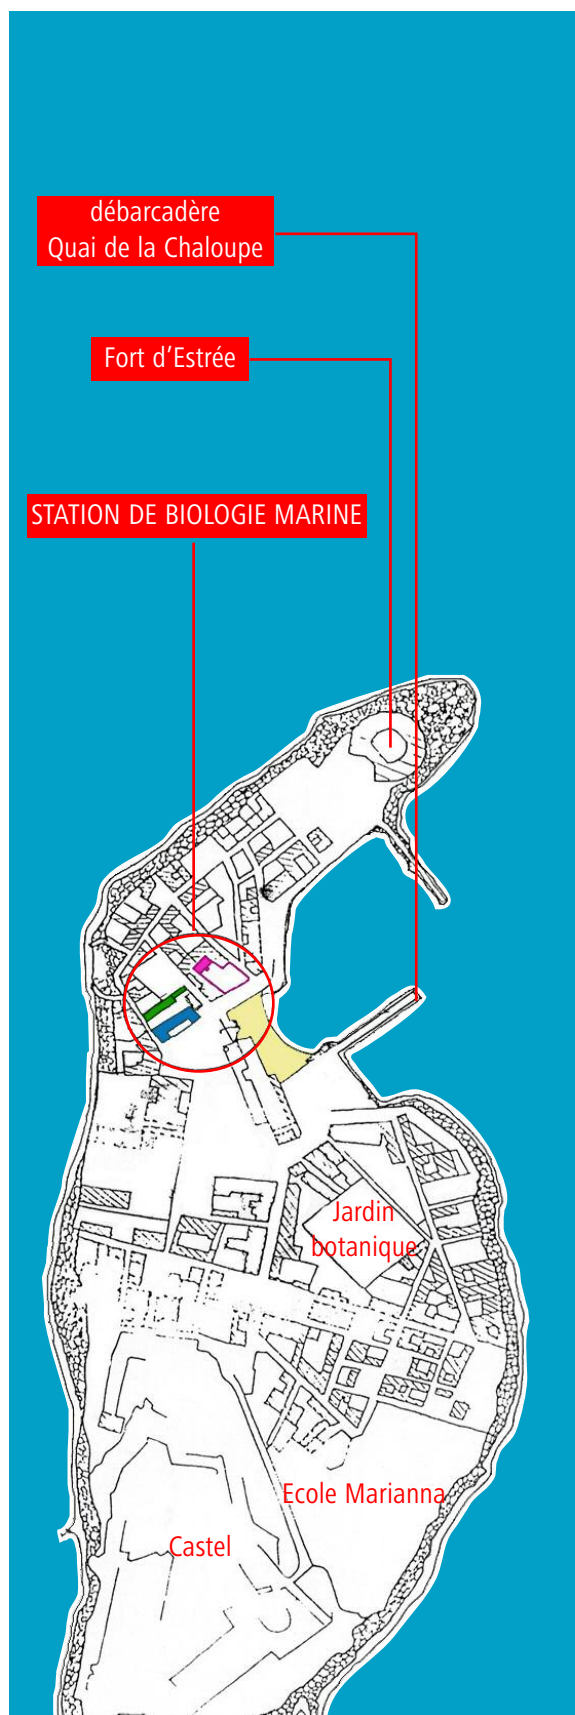 débarcadère
Quai de la Chaloupe
Fort d’Estrée
STATION DE BIOLOGIE MARINE
Jardin
botanique
Ecole Marianna
Castel